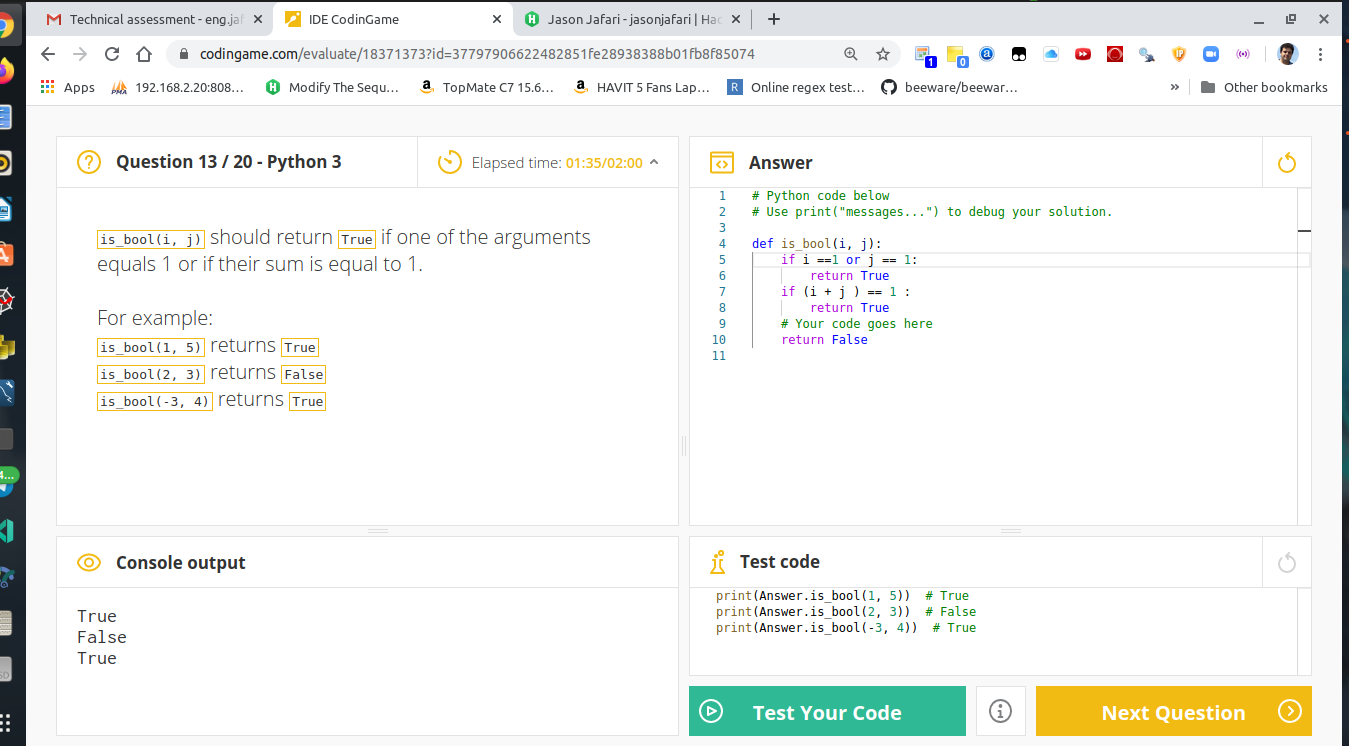 Technical assessment - eng.jaf
IDE CodinGame
Jason Jafari - jasonjafari | Hac
codingame.com/evaluate/18371373?id=37797906622482851fe28938388b01fb8f85074
1
0
Apps
PMA
192.168.2.20:808...
Modify The Sequ...
TopMate C7 15.6...
HAVIT 5 Fans Lap...
R
Online regex test...
beeware/beewar...
»
Other bookmarks
Question 13 / 20 - Python 3
Elapsed time: 01:35/02:00
is_bool(i, j) should return True if one of the arguments
equals 1 or if their sum is equal to 1.
For example:
is_bool(1, 5) returns True
is_bool(2, 3) returns False
is_bool(-3, 4) returns True
Answer
1 # Python code below
2 # Use print("messages...") to debug your solution.
3
4 def is_bool(i, j):
5 if i ==1 or j == 1:
6 return True
7 if (i + j ) == 1 :
8 return True
9 # Your code goes here
10 return False
11
Console output
True
False
True
Test code
print(Answer.is_bool(1, 5)) # True
print(Answer.is_bool(2, 3)) # False
print(Answer.is_bool(-3, 4)) # True
Test Your Code
Next Question